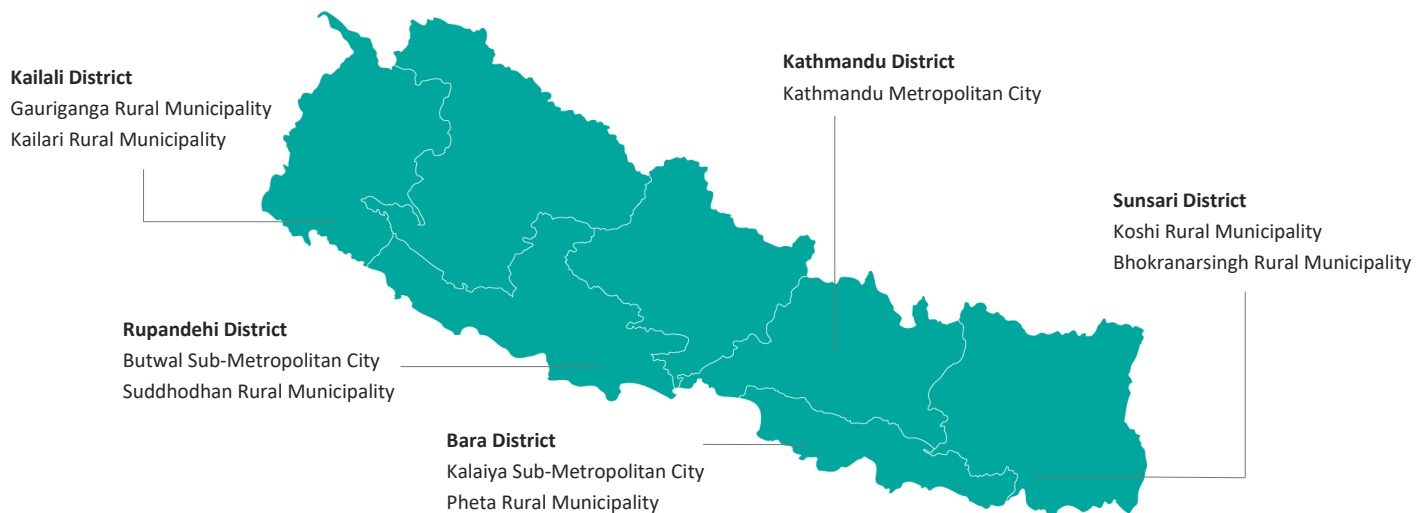 Kailali District
Gauriganga Rural Municipality
Kailari Rural Municipality
Kathmandu District
Kathmandu Metropolitan City
Sunsari District
Koshi Rural Municipality
Bhokranarsingh Rural Municipality
Rupandehi District
Butwal Sub-Metropolitan City
Suddhodhan Rural Municipality
Bara District
Kalaiya Sub-Metropolitan City
Pheta Rural Municipality